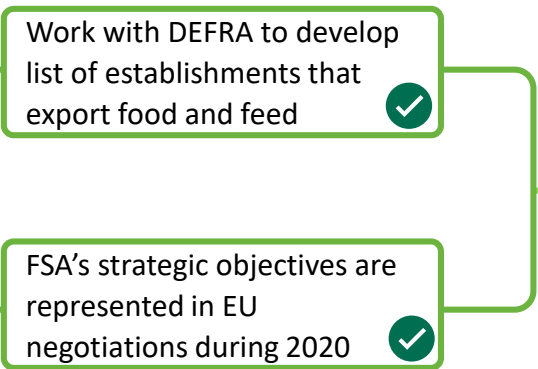 Work with DEFRA to develop
list of establishments that
export food and feed
FSA’s strategic objectives are
represented in EU
negotiations during 2020